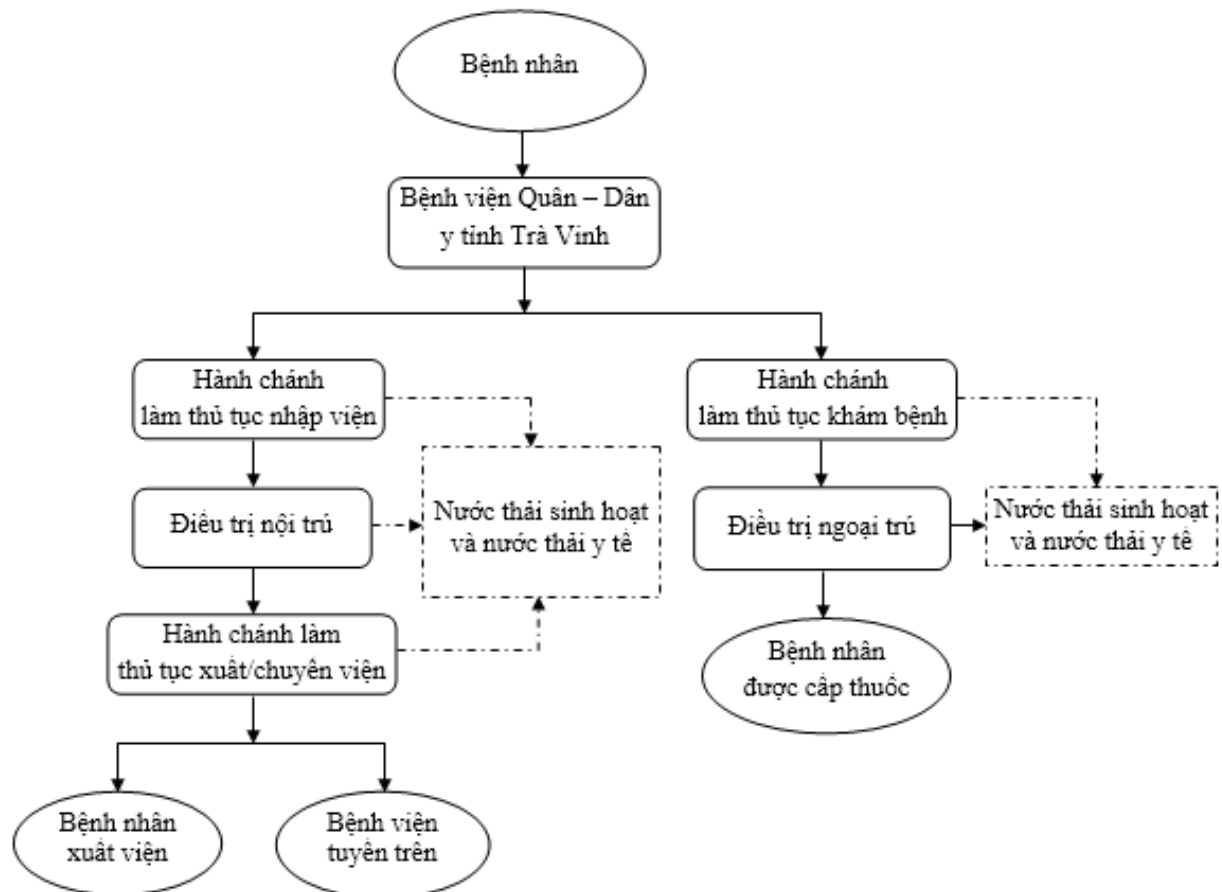 Bệnh nhân
Bệnh viện Quân – Dân
y tỉnh Trà Vinh
Hành chánh
làm thủ tục nhập viện
Hành chánh
làm thủ tục khám bệnh
Điều trị nội trú
Nước thải sinh hoạt
và nước thải y tế
Điều trị ngoại trú
Nước thải sinh hoạt
và nước thải y tế
Hành chánh làm
thủ tục xuất/chuyển viện
Bệnh nhân
được cấp thuốc
Bệnh nhân
xuất viện
Bệnh viện
tuyến trên